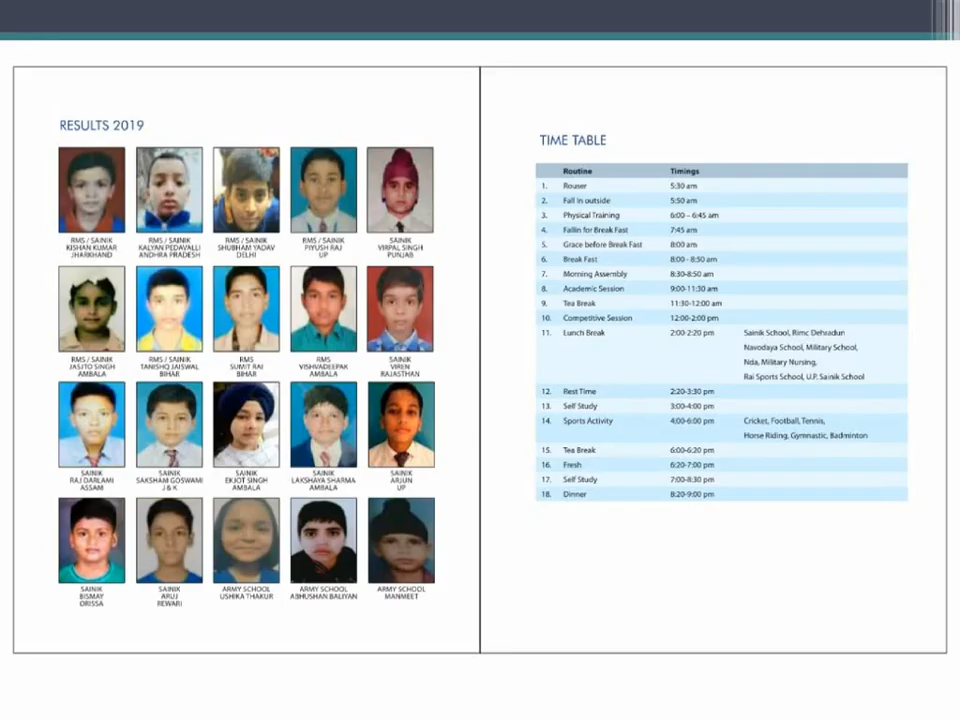 RESULTS 2019
RMS / SAINIK
KISHAN KUMAR
JHARKHAND
RMS / SAINIK
KALYAN PEDAVALLI
ANDHRA PRADESH
RMS / SAINIK
SHUBHAM YADAV
DELHI
RMS / SAINIK
PIYUSH RAJ
UP
SAINIK
VIRPAL SINGH
PUNJAB
RMS / SAINIK
JASJTO SINGH
AMBALA
RMS / SAINIK
TANISHQ JAISWAL
BIHAR
RMS
SUMIT RAI
BIHAR
RMS
VISHVADEEPAK
AMBALA
SAINIK
VIREN
RAJASTHAN
SAINIK
RAJ DARLAMI
ASSAM
SAINIK
SAKSHAM GOSWAMI
J & K
SAINIK
EKJOT SINGH
AMBALA
SAINIK
LAKSHAYA SHARMA
AMBALA
SAINIK
ARJUN
UP
SAINIK
BISMAY
ORISSA
SAINIK
ARUJ
REWARI
ARMY SCHOOL
USHIKA THAKUR
ARMY SCHOOL
ABHUSHAN BALIYAN
ARMY SCHOOL
MANMEET
TIME TABLE
Routine Timings
1. Rouser 5:30 am
2. Fall in outside 5:50 am
3. Physical Training 6:00 – 6:45 am
4. Fallin for Break Fast 7:45 am
5. Grace before Break Fast 8:00 am
6. Break Fast 8:00 - 8:50 am
7. Morning Assembly 8:30-8:50 am
8. Academic Session 9:00-11:30 am
9. Tea Break 11:30-12:00 am
10. Competitive Session 12:00-2:00 pm
11. Lunch Break 2:00-2:20 pm Sainik School, Rimc Dehradun
Navodaya School, Military School,
Nda, Military Nursing,
Rai Sports School, U.P. Sainik School
12. Rest Time 2:20-3:30 pm
13. Self Study 3:00-4:00 pm
14. Sports Activity 4:00-6:00 pm Cricket, Football, Tennis,
Horse Riding, Gymnastic, Badminton
15. Tea Break 6:00-6:20 pm
16. Fresh 6:20-7:00 pm
17. Self Study 7:00-8:30 pm
18. Dinner 8:20-9:00 pm